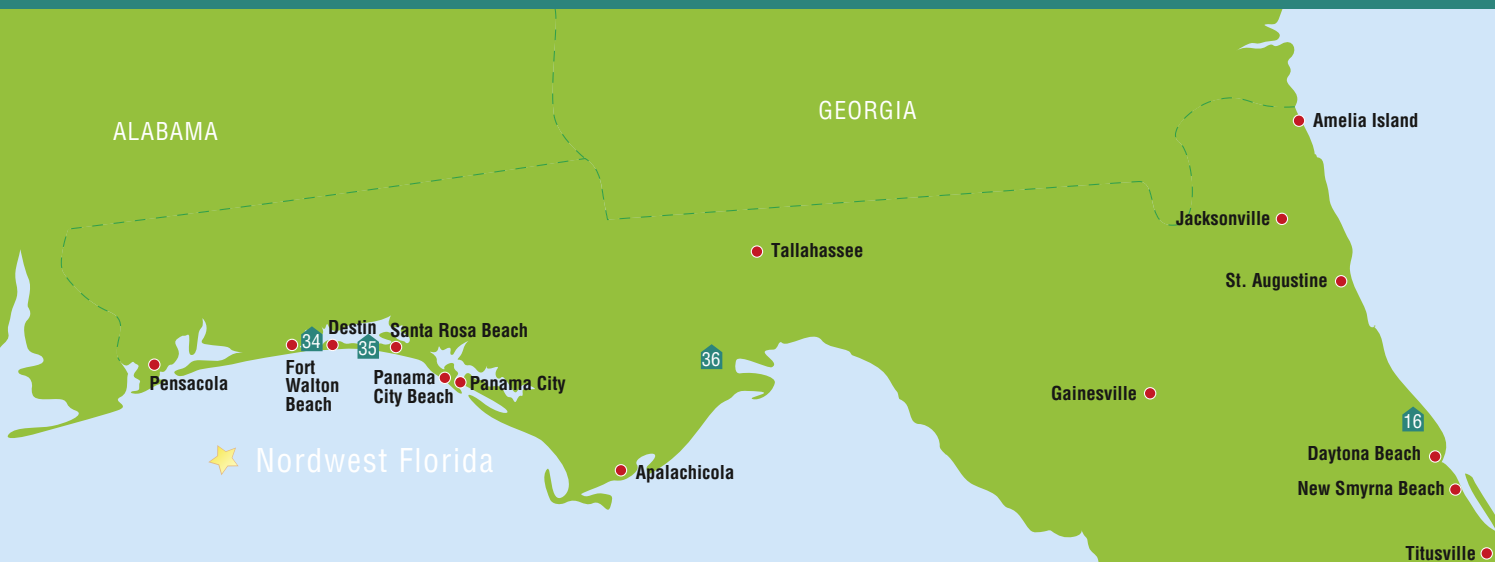 ALABAMA
GEORGIA
Amelia Island
Jacksonville
Tallahassee
St. Augustine
34
Destin
35
Santa Rosa Beach
36
Pensacola
Fort
Walton
Beach
Panama
City Beach
Panama City
Gainesville
16
Nordwest Florida
Apalachicola
Daytona Beach
New Smyrna Beach
Titusville